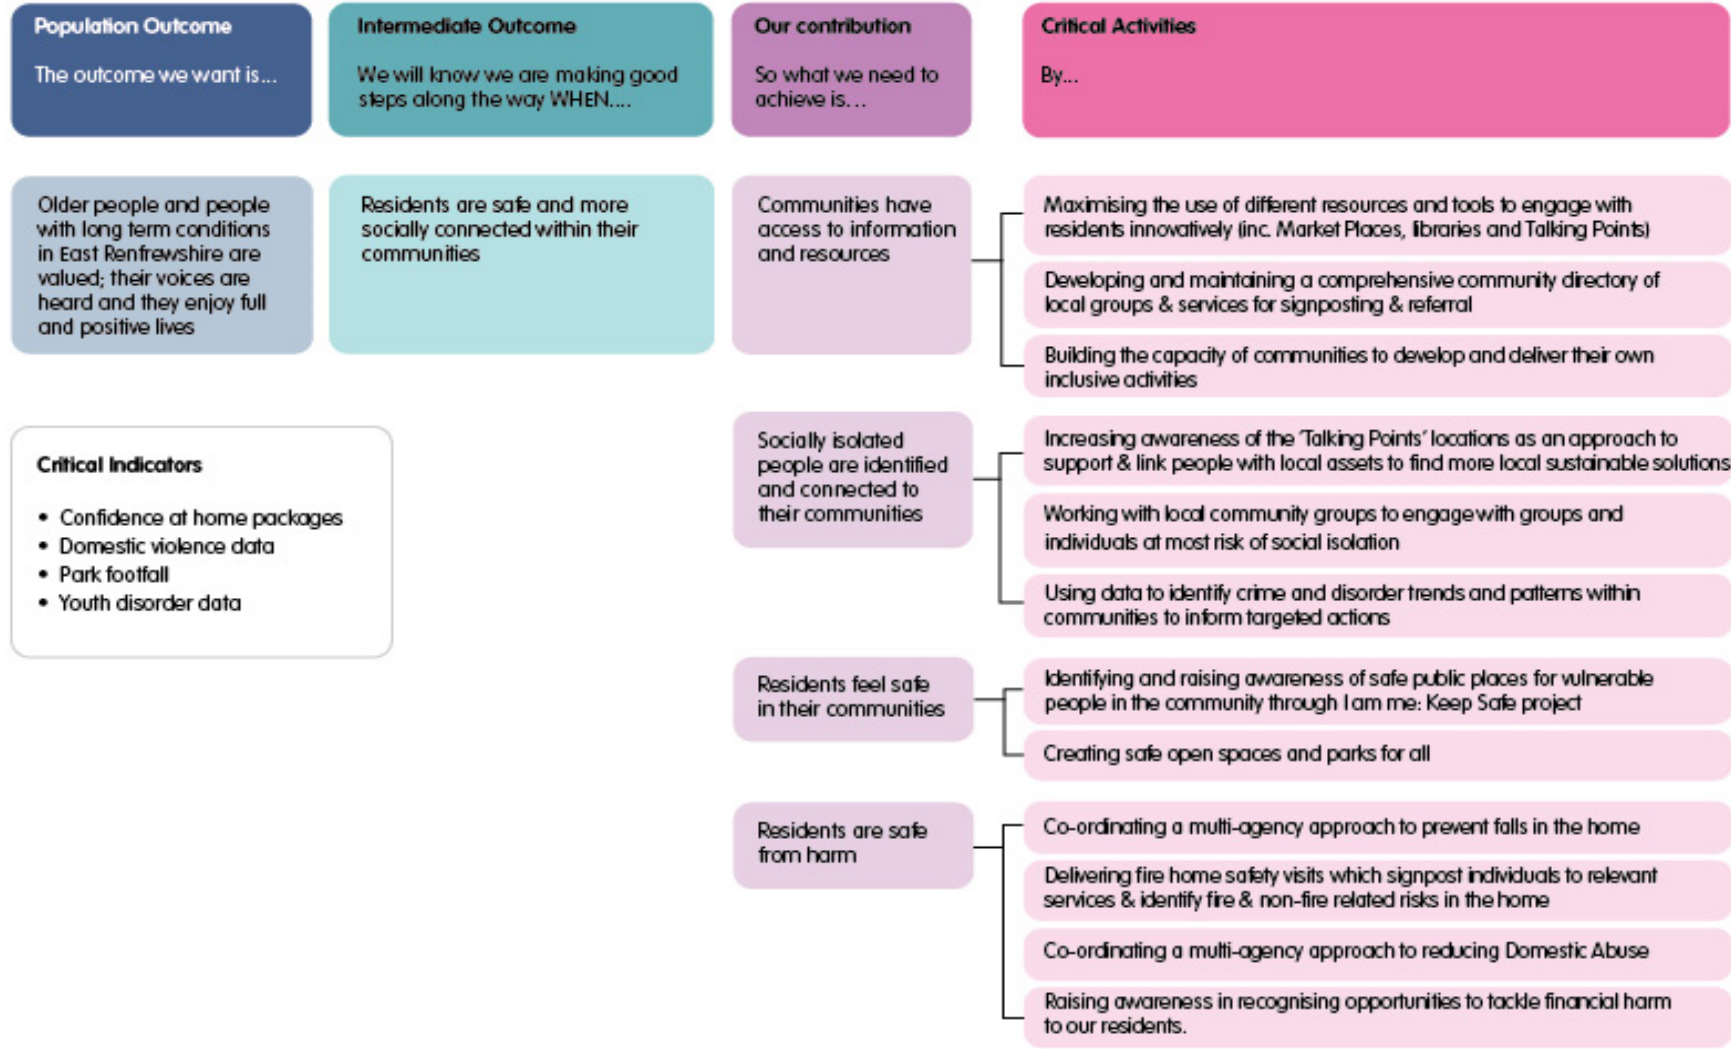 Population Outcome
The outcome we want is...
Intermediate Outcome
We will know we are making good
steps along the way WHEN....
Our contribution
So what we need to
achieve is...
Critical Activities
By...
Older people and people
with long term conditions
in East Renfrewshire are
valued; their voices are
heard and they enjoy full
and positive lives
Residents are safe and more
socially connected within their
communities
Communities have
access to information
and resources
Maximising the use of different resources and tools to engage with
residents innovatively (inc. Market Places, libraries and Talking Points)
Developing and maintaining a comprehensive community directory of
local groups & services for signposting & referral
Building the capacity of communities to develop and deliver their own
inclusive activities
Critical Indicators
• Confidence at home packages
• Domestic violence data
• Park footfall
• Youth disorder data
Socially isolated
people are identified
and connected to
their communities
Increasing awareness of the 'Talking Points' locations as an approach to
support & link people with local assets to find more local sustainable solutions
Working with local community groups to engage with groups and
individuals at most risk of social isolation
Using data to identify crime and disorder trends and patterns within
communities to inform targeted actions
Residents feel safe
in their communities
Identifying and raising awareness of safe public places for vulnerable
people in the community through I am me: Keep Safe project
Creating safe open spaces and parks for all
Residents are safe
from harm
Co-ordinating a multi-agency approach to prevent falls in the home
Delivering fire home safety visits which signpost individuals to relevant
services & identify fire & non-fire related risks in the home
Co-ordinating a multi-agency approach to reducing Domestic Abuse
Raising awareness in recognising opportunities to tackle financial harm
to our residents.